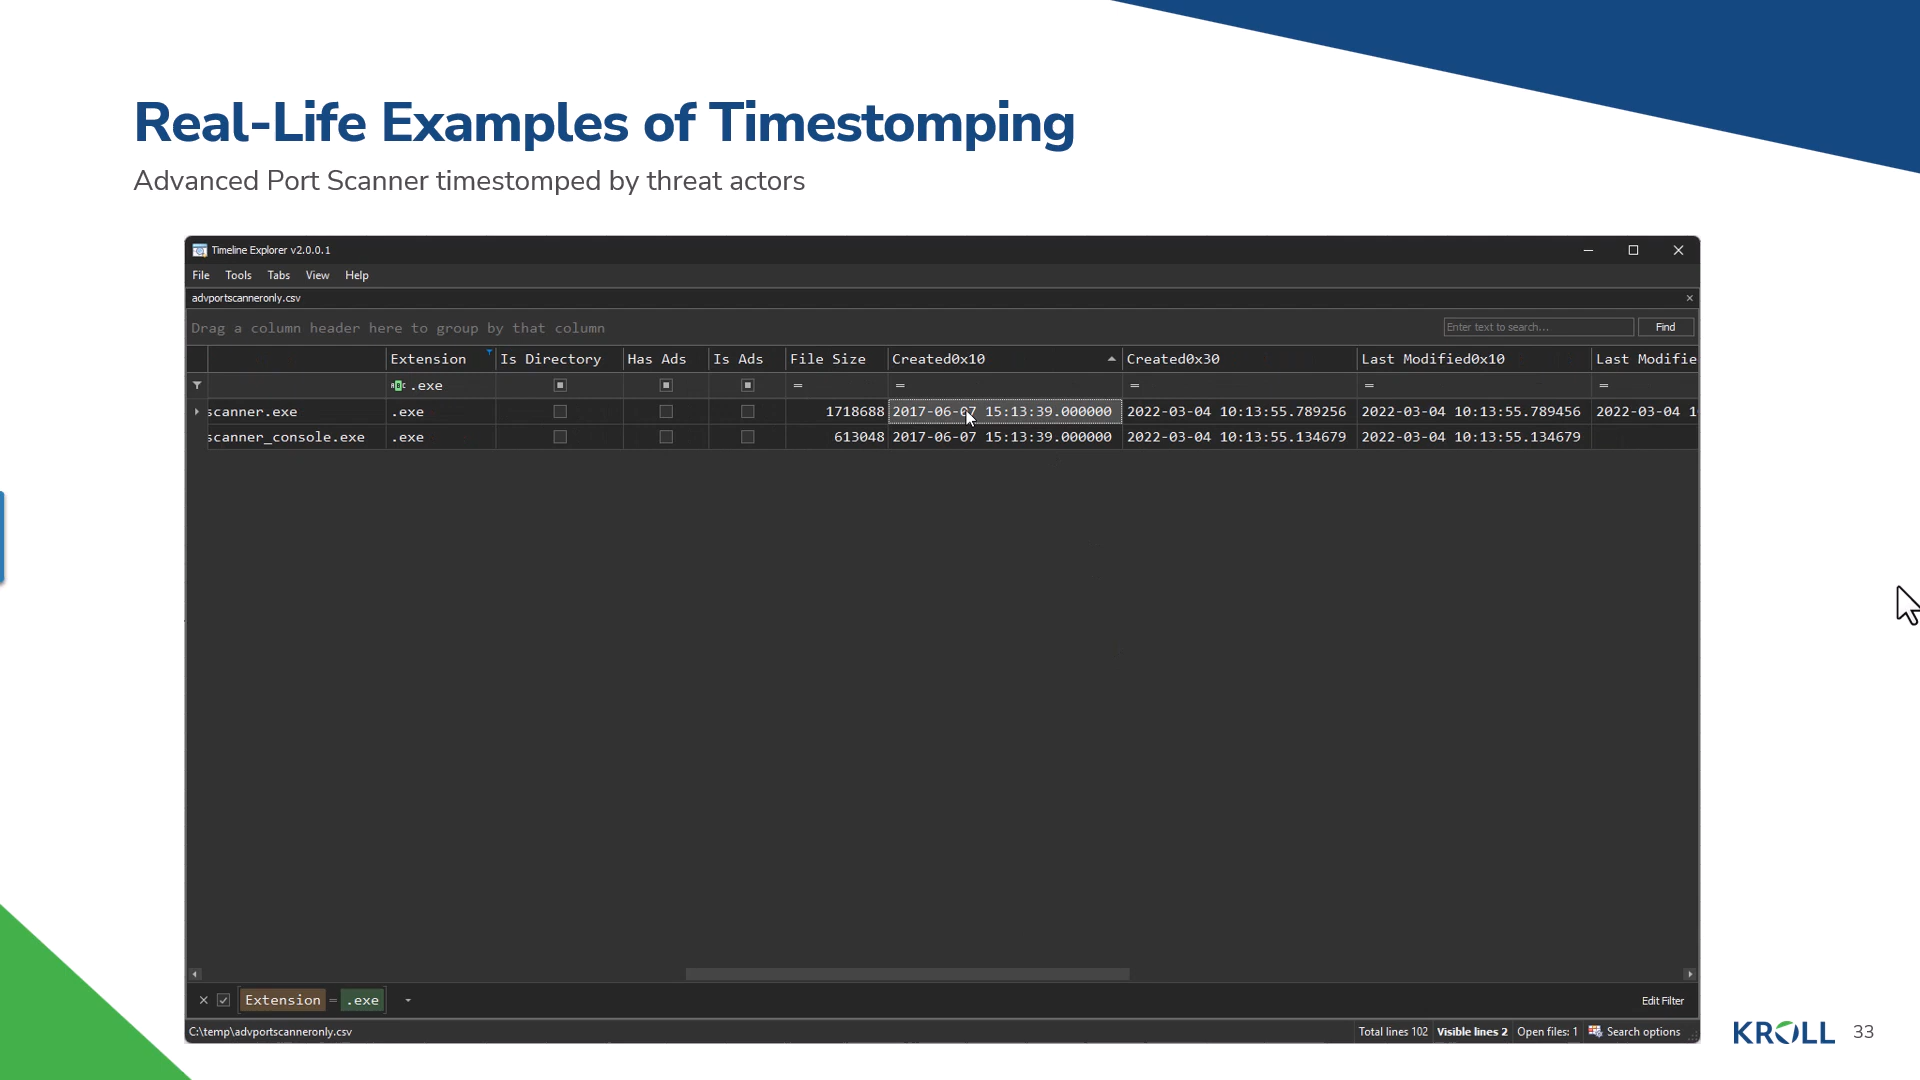 Real-Life Examples of Timestomping
Advanced Port Scanner timestomped by threat actors
Timeline Explorer v2.0.0.1
File Tools Tabs View Help
advportscanneronly.csv
Drag a column header here to group by that column
Enter text to search... Find
Extension Is Directory Has Ads Is Ads File Size Created0x10 Created0x30 Last Modified0x10 Last Modifie
.exe = = = = =
scanner.exe .exe 1718688 2017-06-07 15:13:39.000000 2022-03-04 10:13:55.789256 2022-03-04 10:13:55.789456 2022-03-04 1
scanner_console.exe .exe 613048 2017-06-07 15:13:39.000000 2022-03-04 10:13:55.134679 2022-03-04 10:13:55.134679
Extension = .exe Edit Filter
C:\temp\advportscanneronly.csv Total lines 102 Visible lines 2 Open files: 1 Search options
KROLL 33